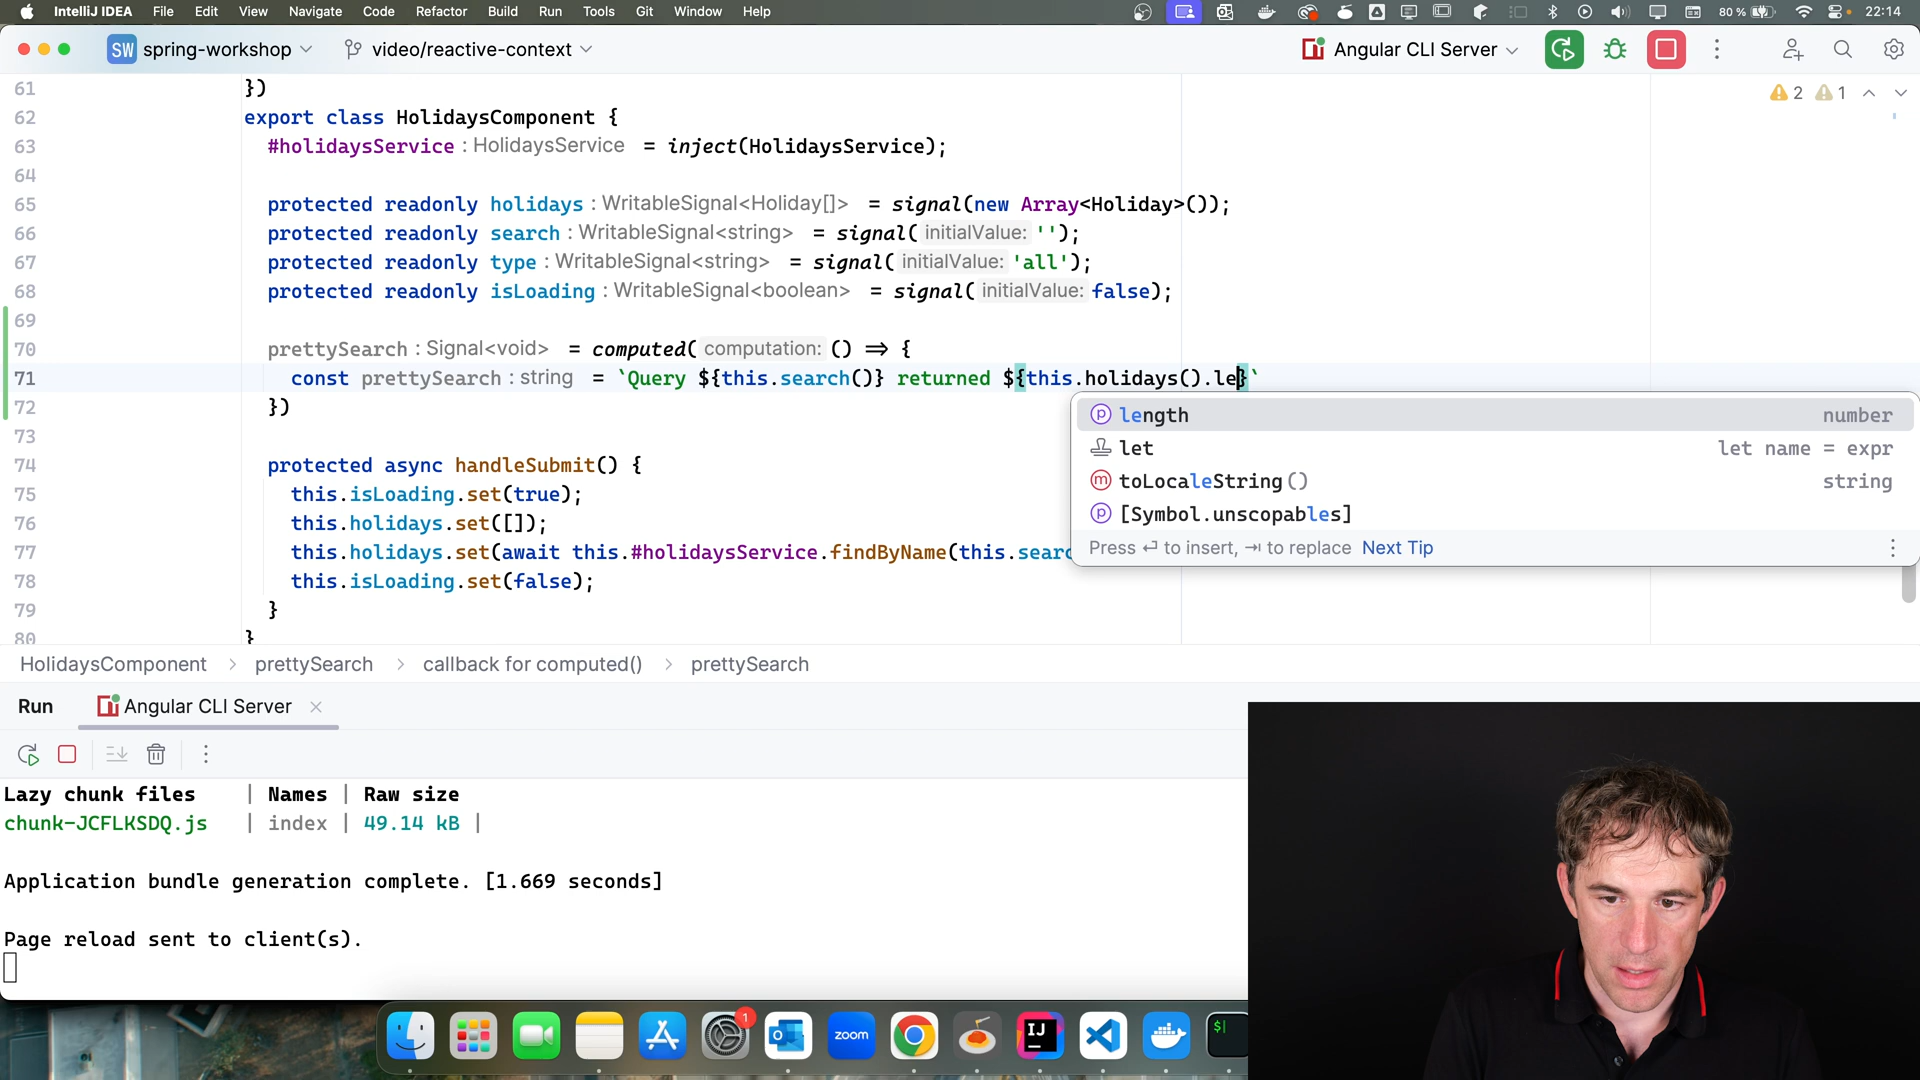 IntelliJ IDEA File Edit View Navigate Code Refactor Build Run Tools Git Window Help 80 % 22:14
SW spring-workshop video/reactive-context Angular CLI Server
61 })
62 export class HolidaysComponent {
63 #holidaysService : HolidaysService = inject(HolidaysService);
64
65 protected readonly holidays : WritableSignal<Holiday[]> = signal(new Array<Holiday>());
66 protected readonly search : WritableSignal<string> = signal( initialValue: '');
67 protected readonly type : WritableSignal<string> = signal( initialValue: 'all');
68 protected readonly isLoading : WritableSignal<boolean> = signal( initialValue: false);
69
70 prettySearch : Signal<void> = computed( computation: () => {
71 const prettySearch : string = `Query ${this.search()} returned ${this.holidays().le}`
72 })
73
74 protected async handleSubmit() {
75 this.isLoading.set(true);
76 this.holidays.set([]);
77 this.holidays.set(await this.#holidaysService.findByName(this.searc
78 this.isLoading.set(false);
79 }
80 }
2 1
length number
let let name = expr
toLocaleString() string
[Symbol.unscopables]
Press ↵ to insert, ⇥ to replace Next Tip
HolidaysComponent > prettySearch > callback for computed() > prettySearch
Run Angular CLI Server
Lazy chunk files | Names | Raw size
chunk-JCFLKSDQ.js | index | 49.14 kB |
Application bundle generation complete. [1.669 seconds]
Page reload sent to client(s).
1
zoom
IJ
$